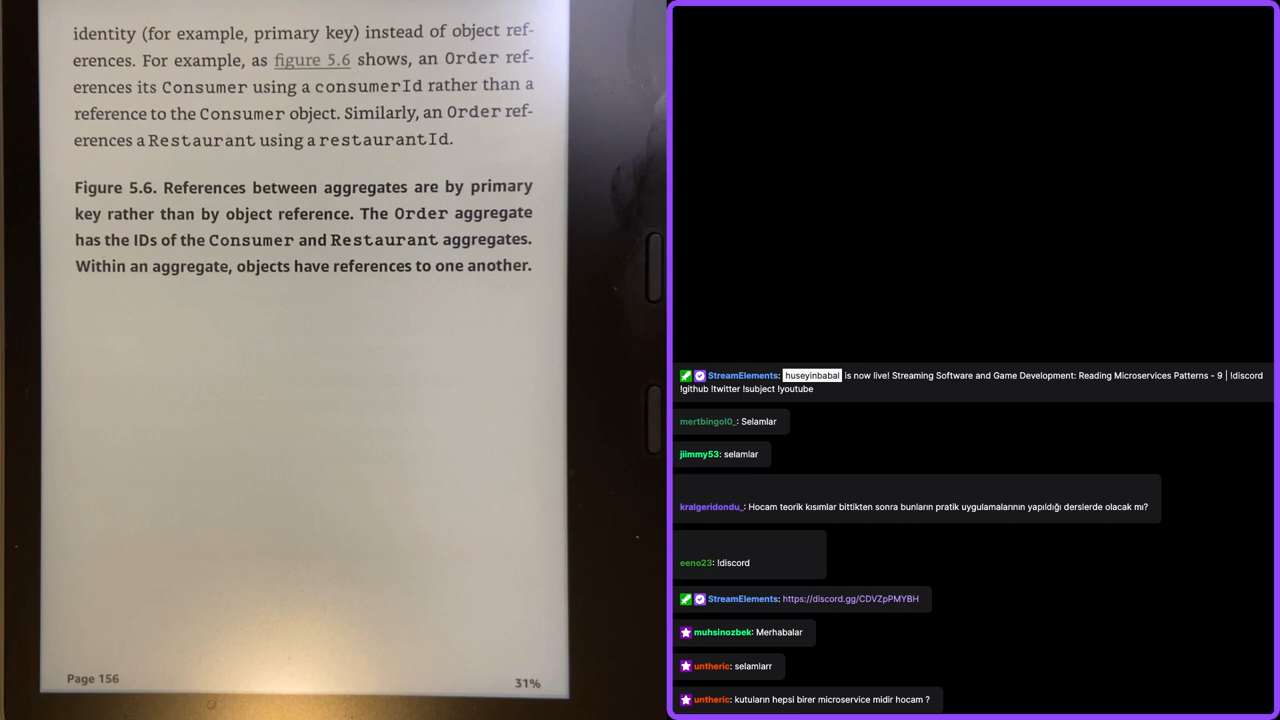 identity (for example, primary key) instead of object ref-
erences. For example, as figure 5.6 shows, an Order ref-
erences its Consumer using a consumerId rather than a
reference to the Consumer object. Similarly, an Order ref-
erences a Restaurant using a restaurantId.
Figure 5.6. References between aggregates are by primary
key rather than by object reference. The Order aggregate
has the IDs of the Consumer and Restaurant aggregates.
Within an aggregate, objects have references to one another.
Page 156
31%
StreamElements: huseyinbabal is now live! Streaming Software and Game Development: Reading Microservices Patterns - 9 | !discord
!github !twitter !subject !youtube
mertbingol0_: Selamlar
jiimmy53: selamlar
kralgeridondu_: Hocam teorik kısımlar bittikten sonra bunların pratik uygulamalarının yapıldığı derslerde olacak mı?
eeno23: !discord
StreamElements: https://discord.gg/CDVZpPMYBH
muhsinozbek: Merhabalar
untheric: selamlarr
untheric: kutuların hepsi birer microservice midir hocam ?